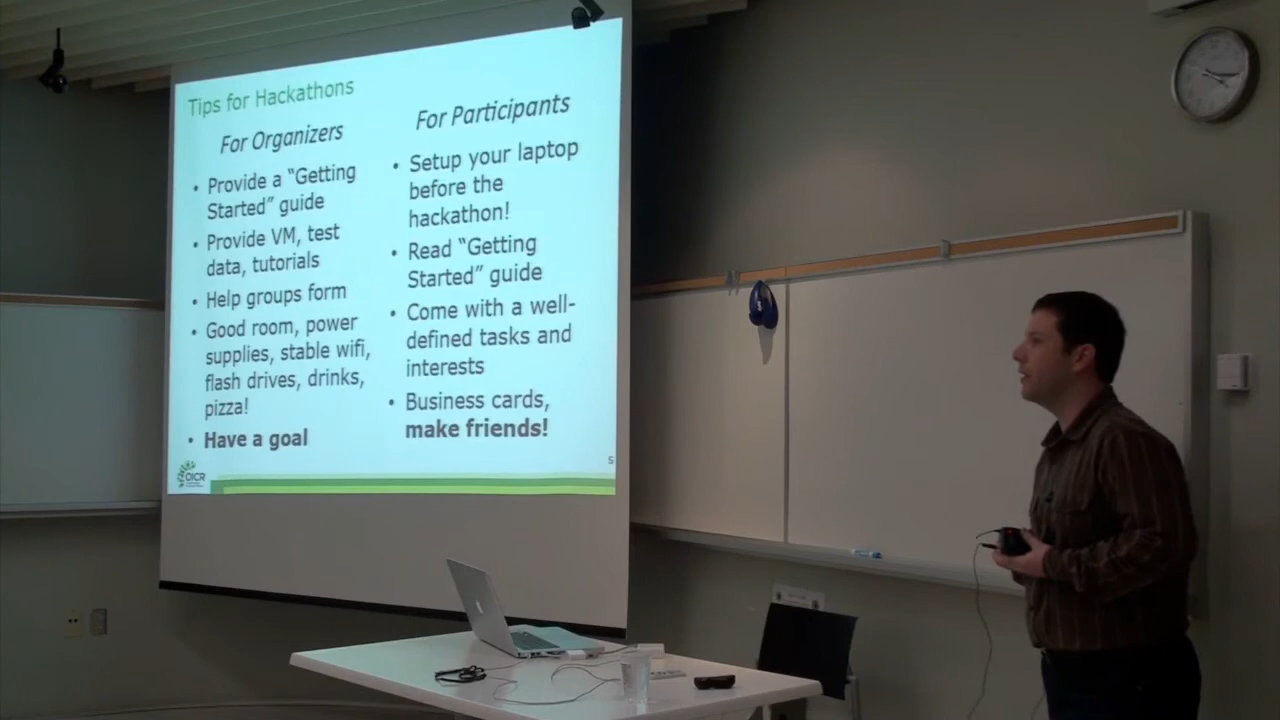 Tips for Hackathons
For Organizers
• Provide a “Getting
Started” guide
• Provide VM, test
data, tutorials
• Help groups form
• Good room, power
supplies, stable wifi,
flash drives, drinks,
pizza!
• Have a goal
For Participants
• Setup your laptop
before the
hackathon!
• Read “Getting
Started” guide
• Come with a well-
defined tasks and
interests
• Business cards,
make friends!
OICR
5